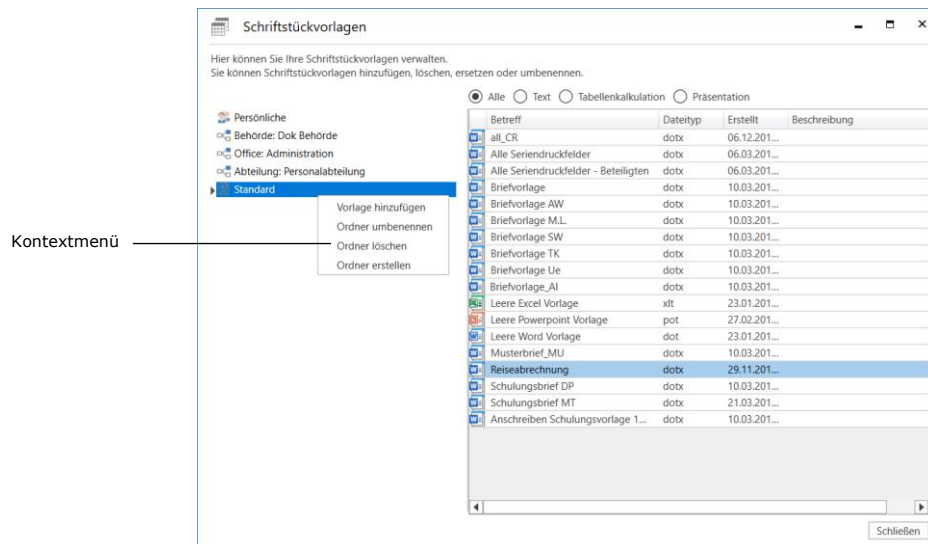 Schriftstückvorlagen
Hier können Sie Ihre Schriftstückvorlagen verwalten.
Sie können Schriftstückvorlagen hinzufügen, löschen, ersetzen oder umbenennen.
Alle Text Tabellenkalkulation Präsentation
Persönliche
Behörde: Dok Behörde
Office: Administration
Abteilung: Personalabteilung
Standard
Vorlage hinzufügen
Ordner umbenennen
Ordner löschen
Ordner erstellen
Kontextmenü
Betreff Dateityp Erstellt Beschreibung
all_CR dotx 06.12.201...
Alle Seriendruckfelder dotx 06.03.201...
Alle Seriendruckfelder - Beteiligten dotx 06.03.201...
Briefvorlage dotx 10.03.201...
Briefvorlage AW dotx 10.03.201...
Briefvorlage M.L. dotx 10.03.201...
Briefvorlage SW dotx 10.03.201...
Briefvorlage TK dotx 10.03.201...
Briefvorlage Ue dotx 10.03.201...
Briefvorlage_AI dotx 10.03.201...
Leere Excel Vorlage xlt 23.01.201...
Leere Powerpoint Vorlage pot 27.02.201...
Leere Word Vorlage dot 23.01.201...
Musterbrief_MU dotx 10.03.201...
Reiseabrechnung dotx 29.11.201...
Schulungsbrief DP dotx 10.03.201...
Schulungsbrief MT dotx 21.03.201...
Anschreiben Schulungsvorlage 1... dotx 10.03.201...
Schließen